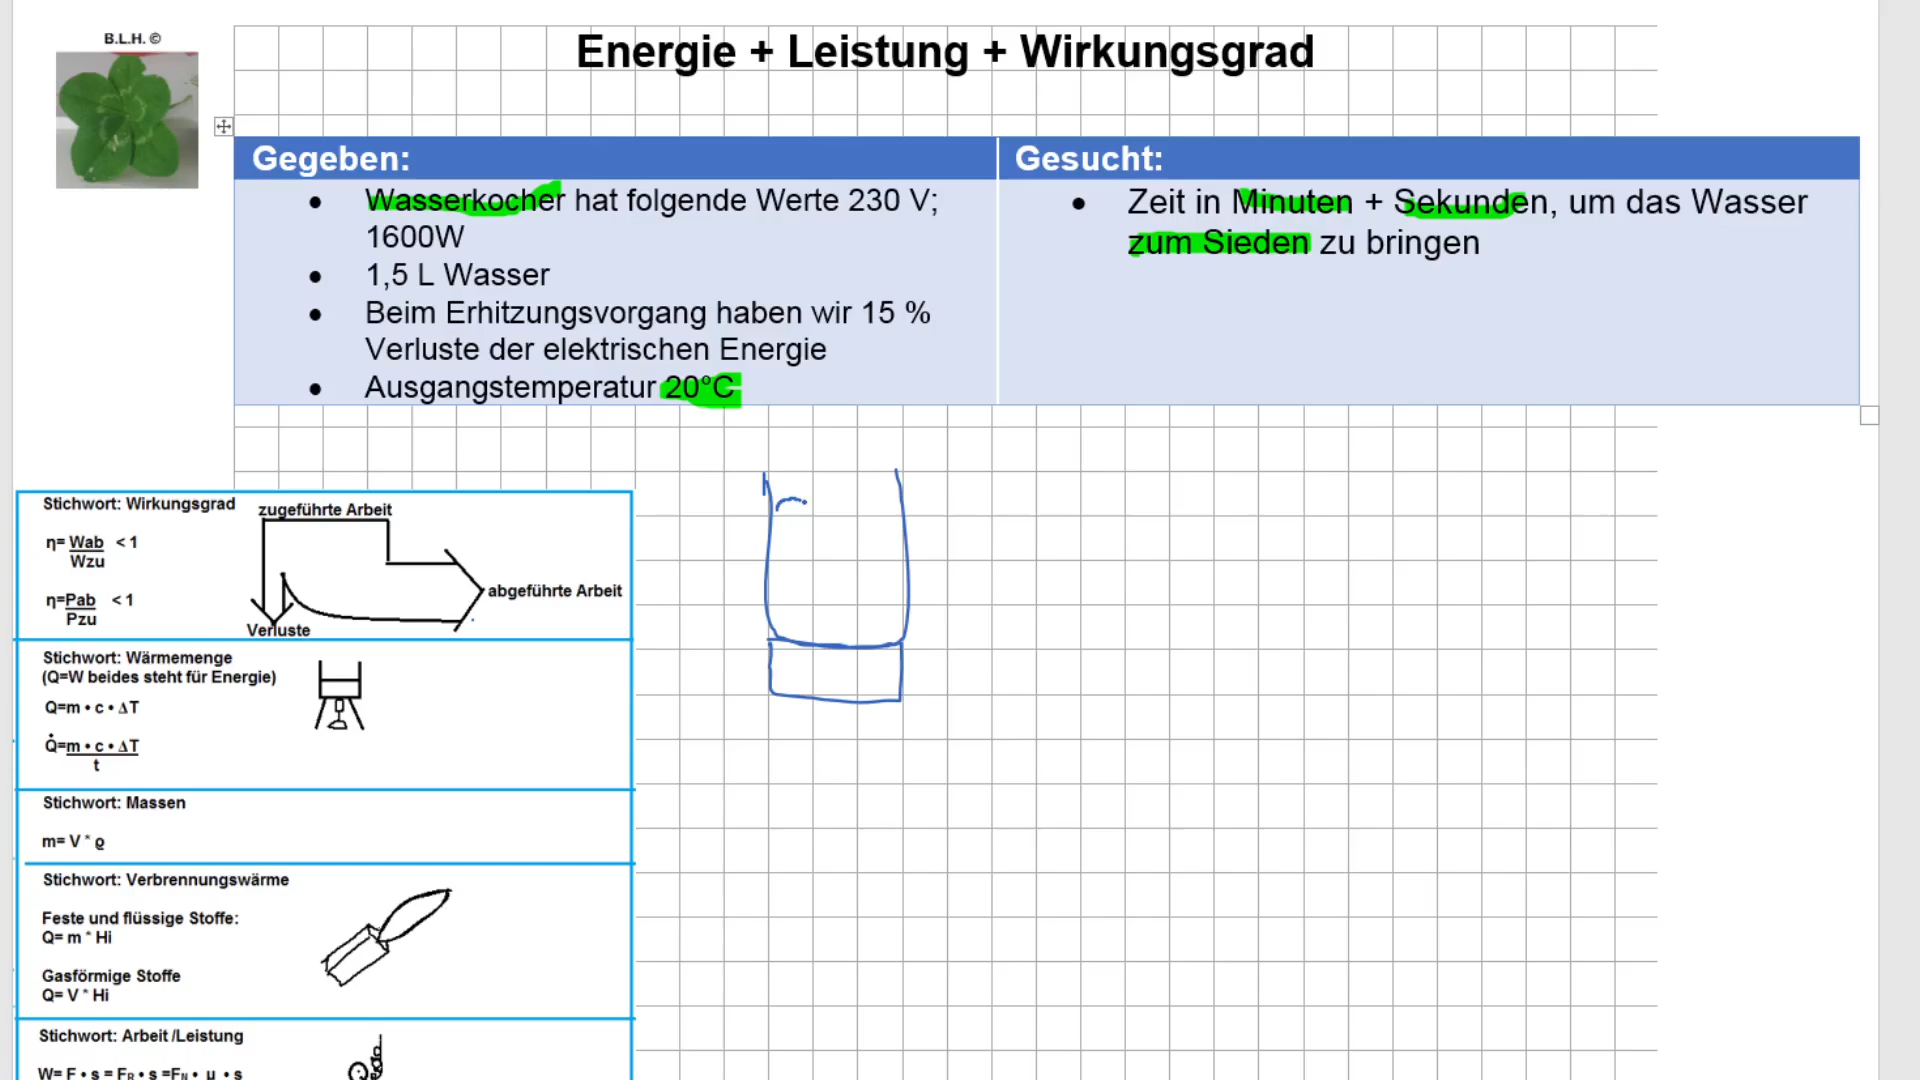 B.L.H. ©
Energie + Leistung + Wirkungsgrad
Gegeben:
Gesucht:
• Wasserkocher hat folgende Werte 230 V;
1600W
• 1,5 L Wasser
• Beim Erhitzungsvorgang haben wir 15 %
Verluste der elektrischen Energie
• Ausgangstemperatur 20°C
• Zeit in Minuten + Sekunden, um das Wasser
zum Sieden zu bringen
Stichwort: Wirkungsgrad
zugeführte Arbeit
η= Wab < 1
Wzu
abgeführte Arbeit
η=Pab < 1
Pzu
Verluste
Stichwort: Wärmemenge
(Q=W beides steht für Energie)
Q=m • c • ΔT
Q̇=m • c • ΔT
t
Stichwort: Massen
m= V * ϱ
Stichwort: Verbrennungswärme
Feste und flüssige Stoffe:
Q= m * Hi
Gasförmige Stoffe
Q= V * Hi
Stichwort: Arbeit /Leistung
W= F • s = FR • s =FN • μ • s